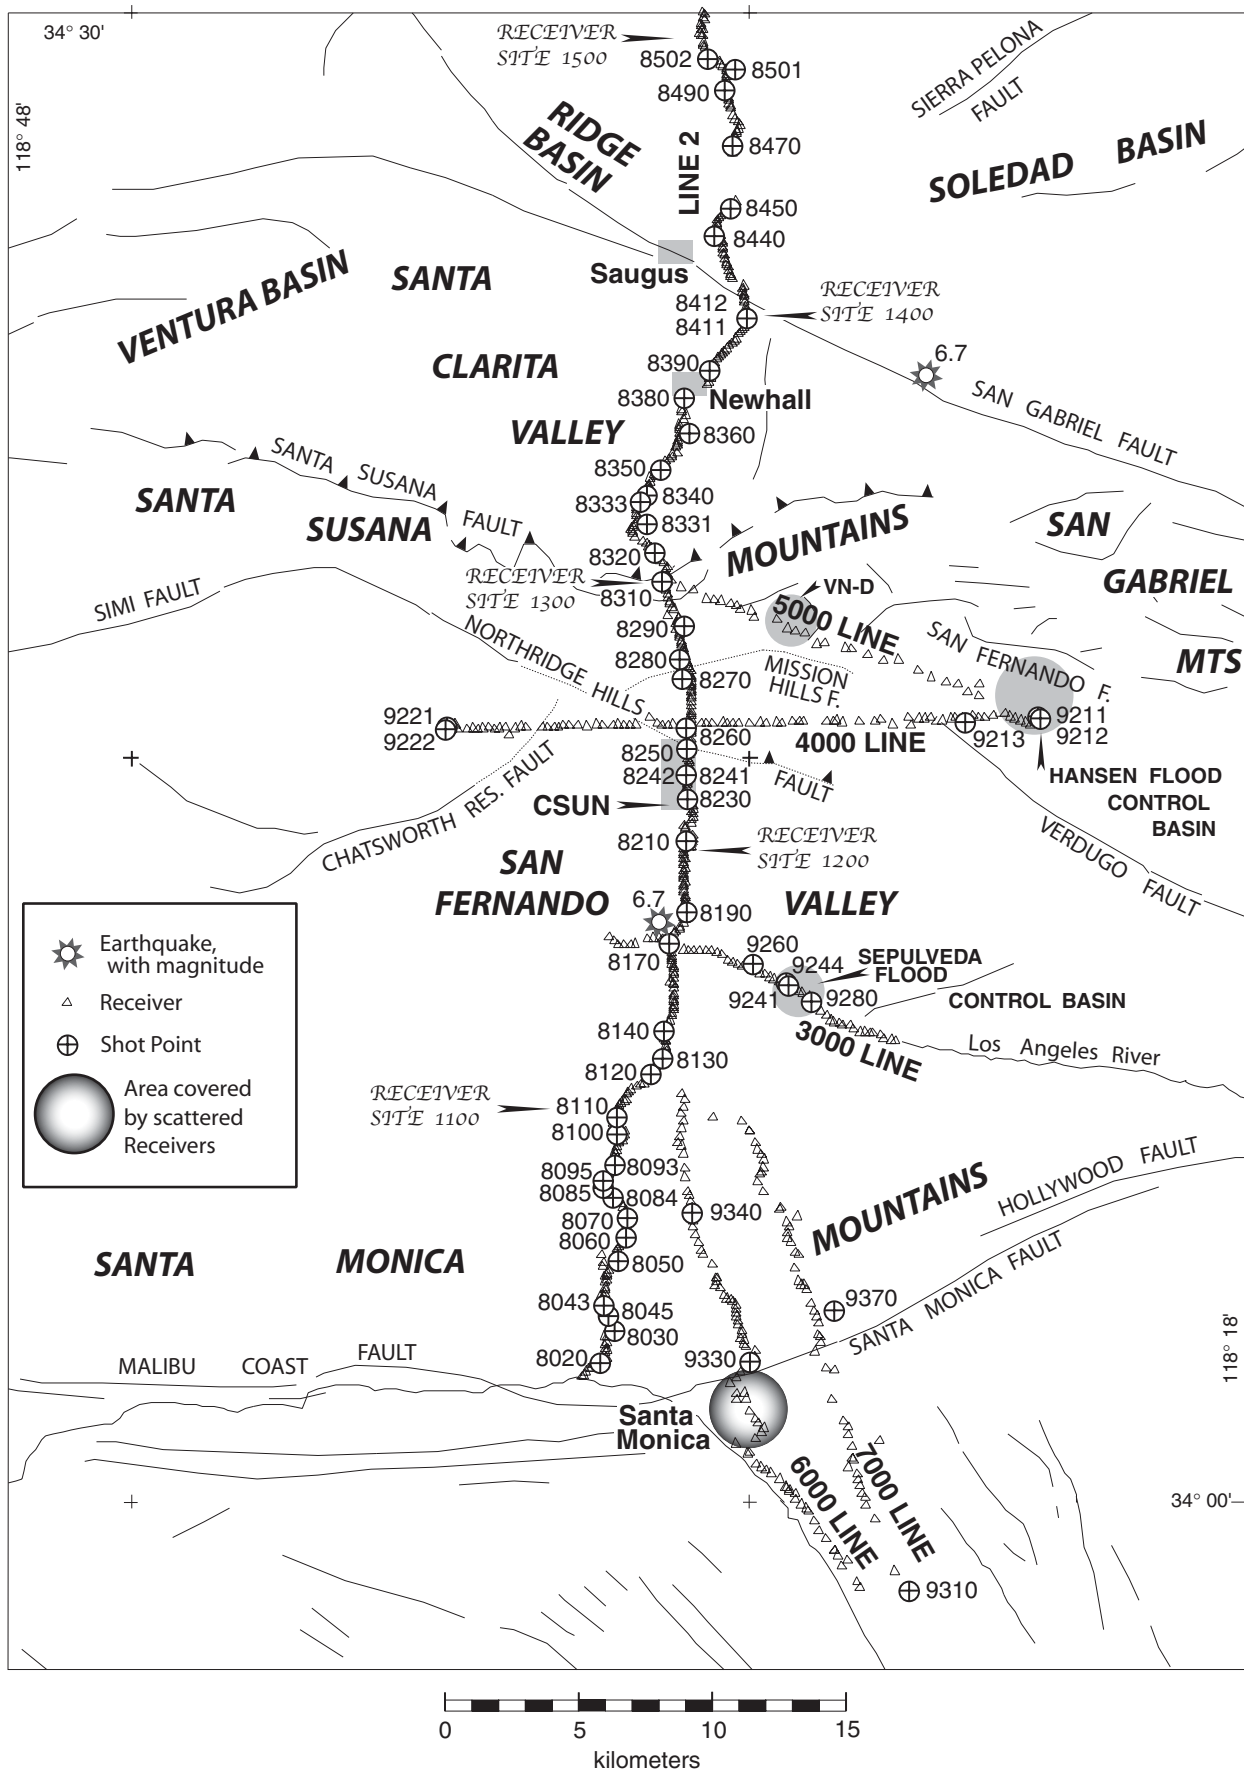 34° 30'
118° 48'
RECEIVER
SITE 1500
8502
8501
8490
8470
LINE 2
SIERRA PELONA
FAULT
RIDGE
BASIN
SOLEDAD BASIN
8450
8440
Saugus
VENTURA BASIN
SANTA
CLARITA
VALLEY
8412
8411
RECEIVER
SITE 1400
8390
8380
Newhall
6.7
SAN GABRIEL FAULT
8360
8350
8340
8333
8331
8320
SANTA SUSANA FAULT
SANTA
SUSANA
MOUNTAINS
SAN
GABRIEL
MTS
RECEIVER
SITE 1300
8310
SIMI FAULT
VN-D
5000 LINE
8290
8280
8270
NORTHRIDGE HILLS
FAULT
MISSION
HILLS F.
SAN FERNANDO F.
9221
9222
8260
4000 LINE
9213
9211
9212
8250
8242
8241
8230
CSUN
HANSEN FLOOD
CONTROL
BASIN
CHATSWORTH RES. FAULT
VERDUGO FAULT
8210
RECEIVER
SITE 1200
SAN
FERNANDO
VALLEY
6.7
8190
8170
9260
9244
9241
9280
SEPULVEDA
FLOOD
CONTROL BASIN
3000 LINE
Los Angeles River
Earthquake,
with magnitude
Receiver
Shot Point
Area covered
by scattered
Receivers
8140
8130
8120
RECEIVER
SITE 1100
8110
8100
8095
8093
8085
8084
8070
8060
8050
9340
SANTA
MONICA
MOUNTAINS
HOLLYWOOD FAULT
8043
8045
8030
8020
9370
SANTA MONICA FAULT
9330
MALIBU COAST FAULT
118° 18'
Santa
Monica
6000 LINE
7000 LINE
34° 00'
9310
0 5 10 15
kilometers